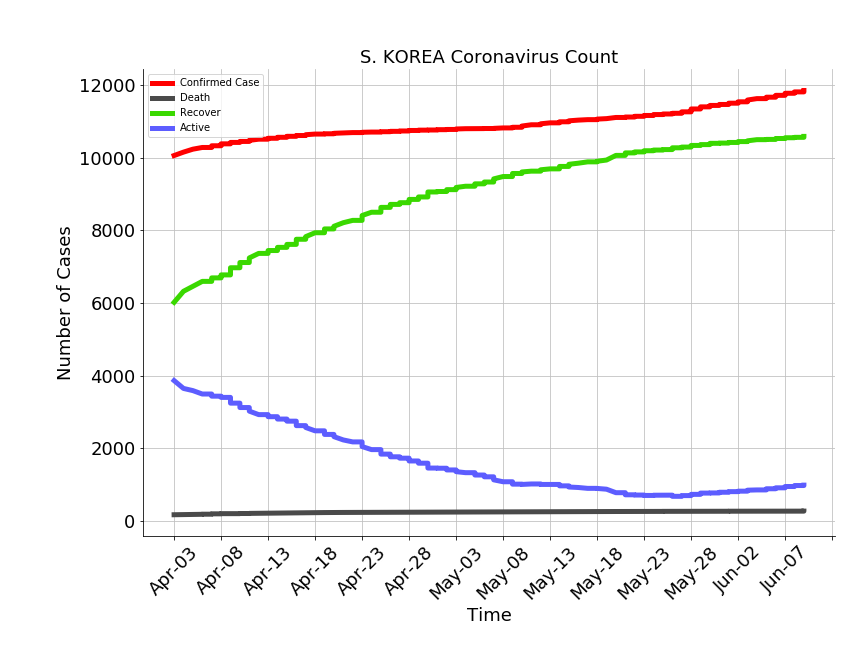 S. KOREA Coronavirus Count
Confirmed Case
Death
Recover
Active
12000
10000
8000
6000
4000
2000
0
Number of Cases
Apr-03
Apr-08
Apr-13
Apr-18
Apr-23
Apr-28
May-03
May-08
May-13
May-18
May-23
May-28
Jun-02
Jun-07
Time